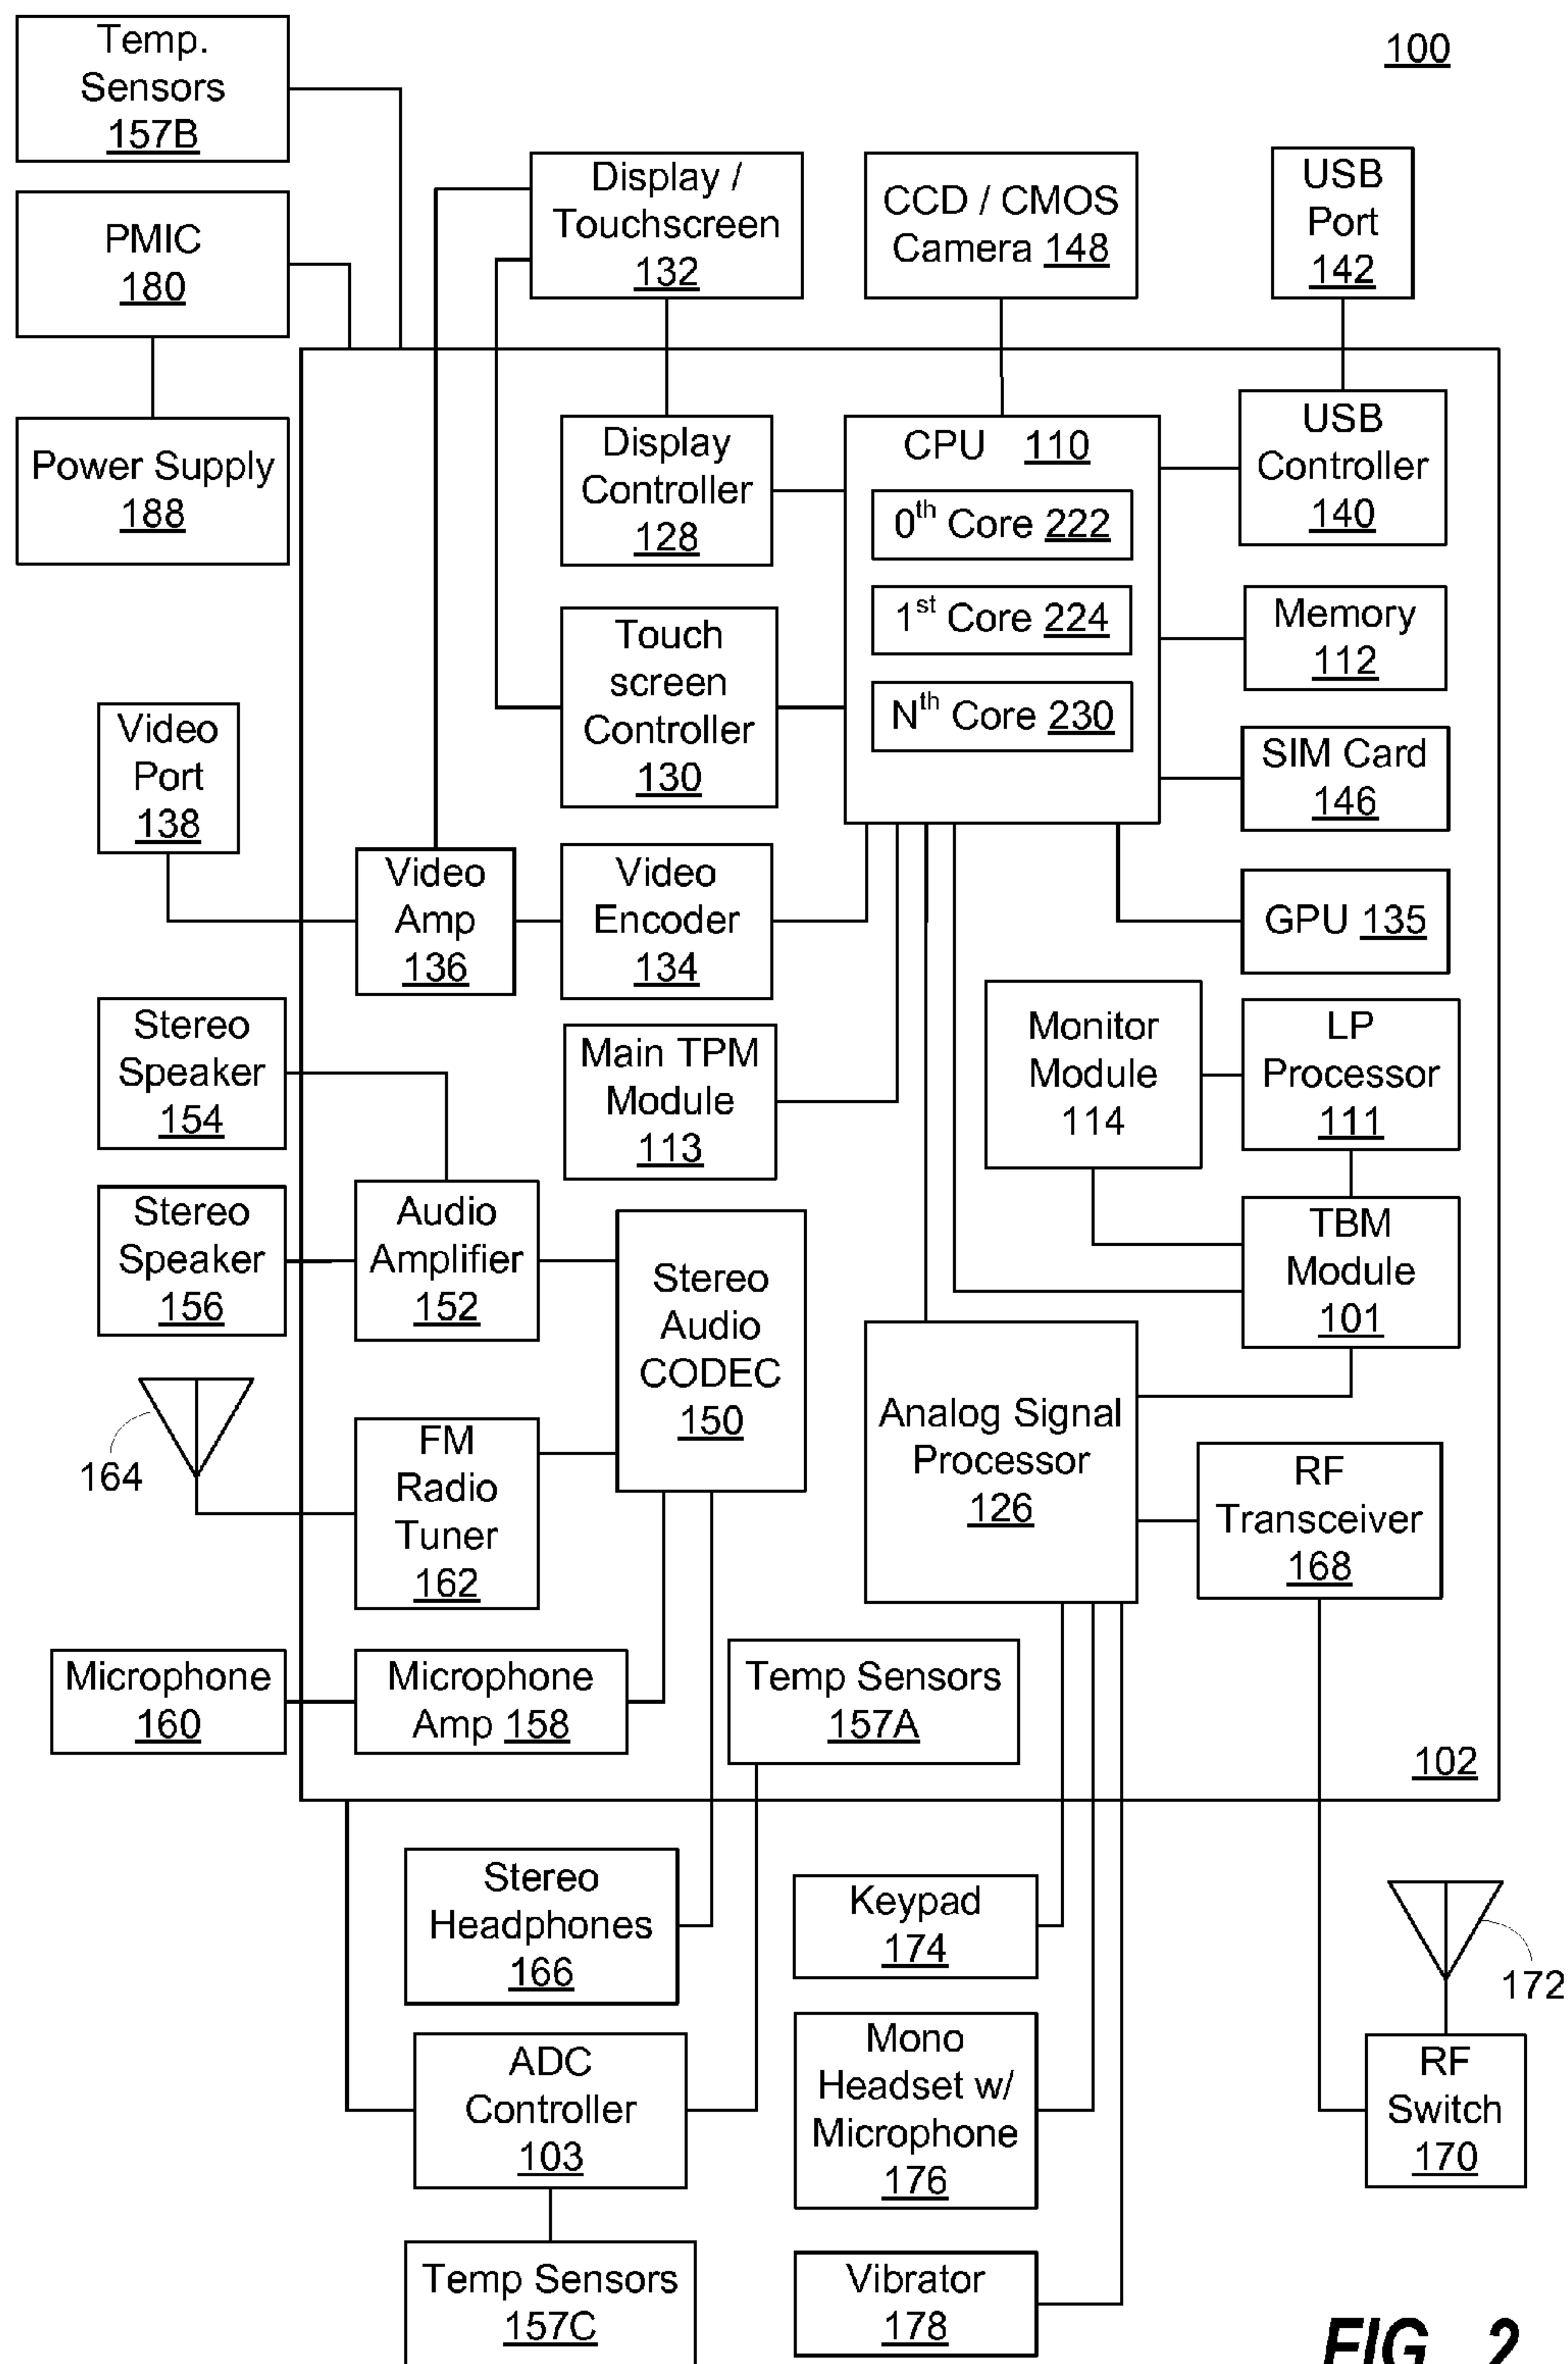 100
Temp.
Sensors
157B
PMIC
180
Power Supply
188
Display /
Touchscreen
132
CCD / CMOS
Camera 148
USB
Port
142
Display
Controller
128
CPU 110
0th Core 222
1st Core 224
Nth Core 230
USB
Controller
140
Memory
112
Touch
screen
Controller
130
SIM Card
146
Video
Port
138
Video
Amp
136
Video
Encoder
134
GPU 135
Stereo
Speaker
154
Main TPM
Module
113
Monitor
Module
114
LP
Processor
111
Stereo
Speaker
156
Audio
Amplifier
152
Stereo
Audio
CODEC
150
TBM
Module
101
164
FM
Radio
Tuner
162
Analog Signal
Processor
126
RF
Transceiver
168
Microphone
160
Microphone
Amp 158
Temp Sensors
157A
102
Stereo
Headphones
166
Keypad
174
172
ADC
Controller
103
Mono
Headset w/
Microphone
176
RF
Switch
170
Temp Sensors
157C
Vibrator
178
FIG. 2